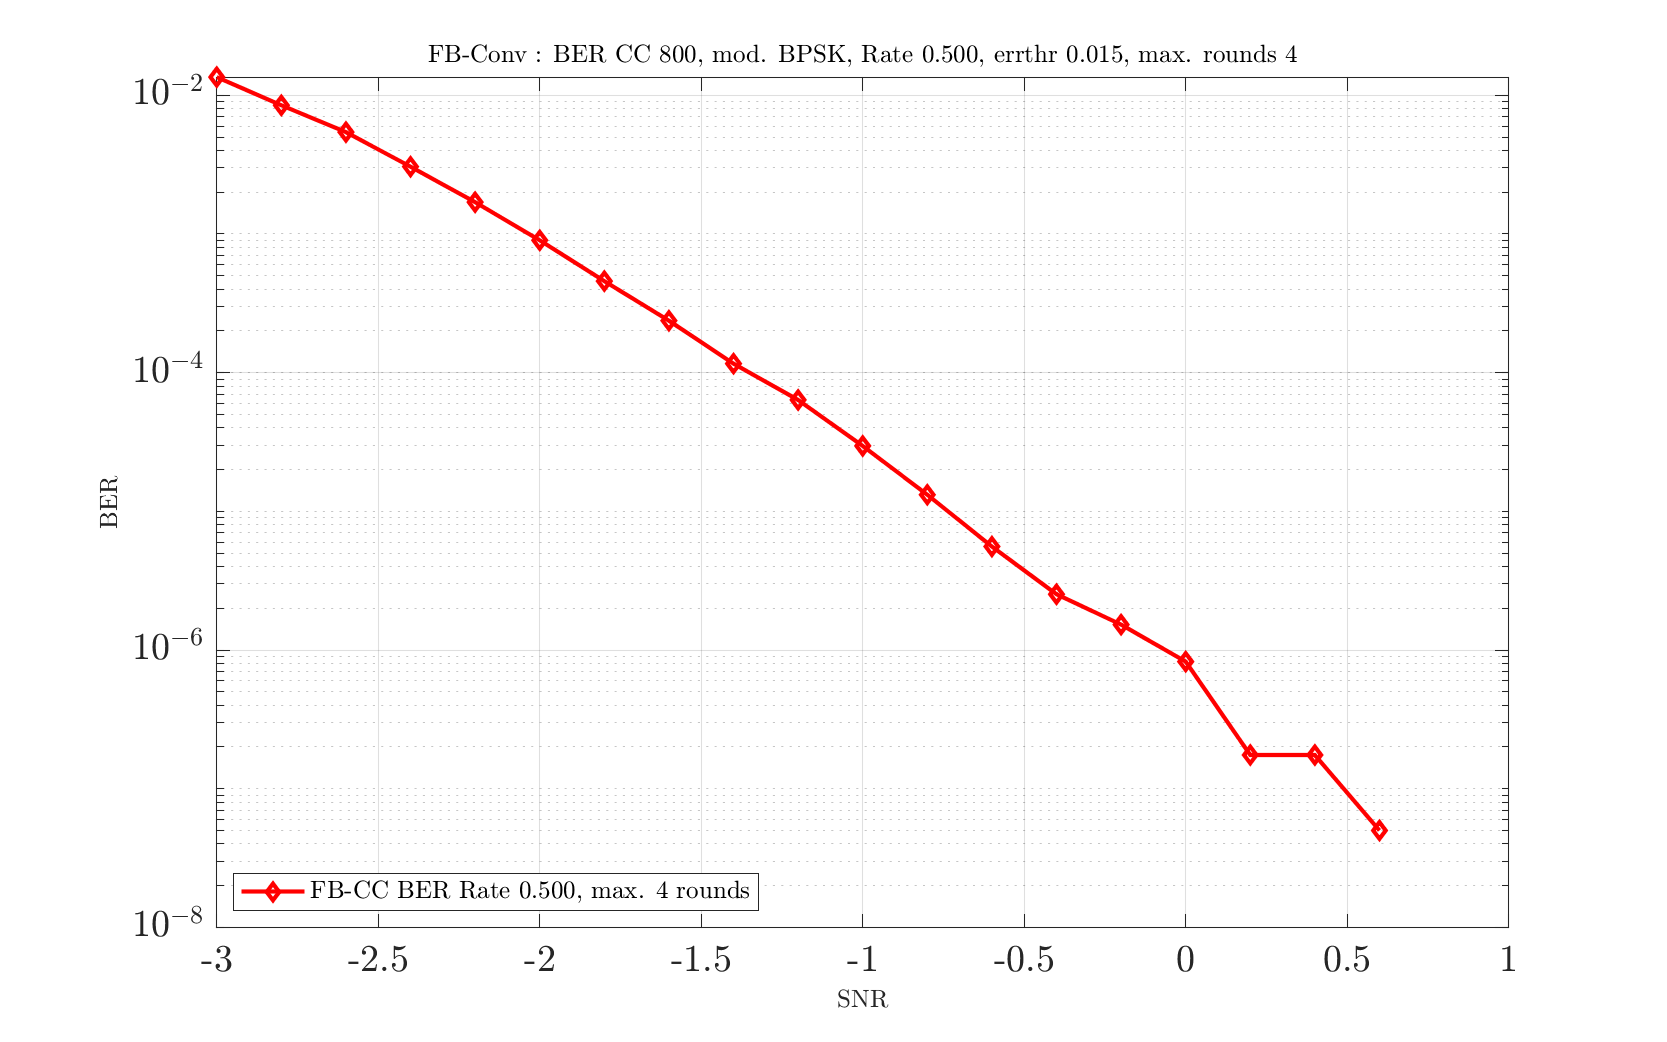 FB-Conv : BER CC 800, mod. BPSK, Rate 0.500, errthr 0.015, max. rounds 4
10^{-2}
10^{-4}
10^{-6}
10^{-8}
BER
FB-CC BER Rate 0.500, max. 4 rounds
-3 -2.5 -2 -1.5 -1 -0.5 0 0.5 1
SNR